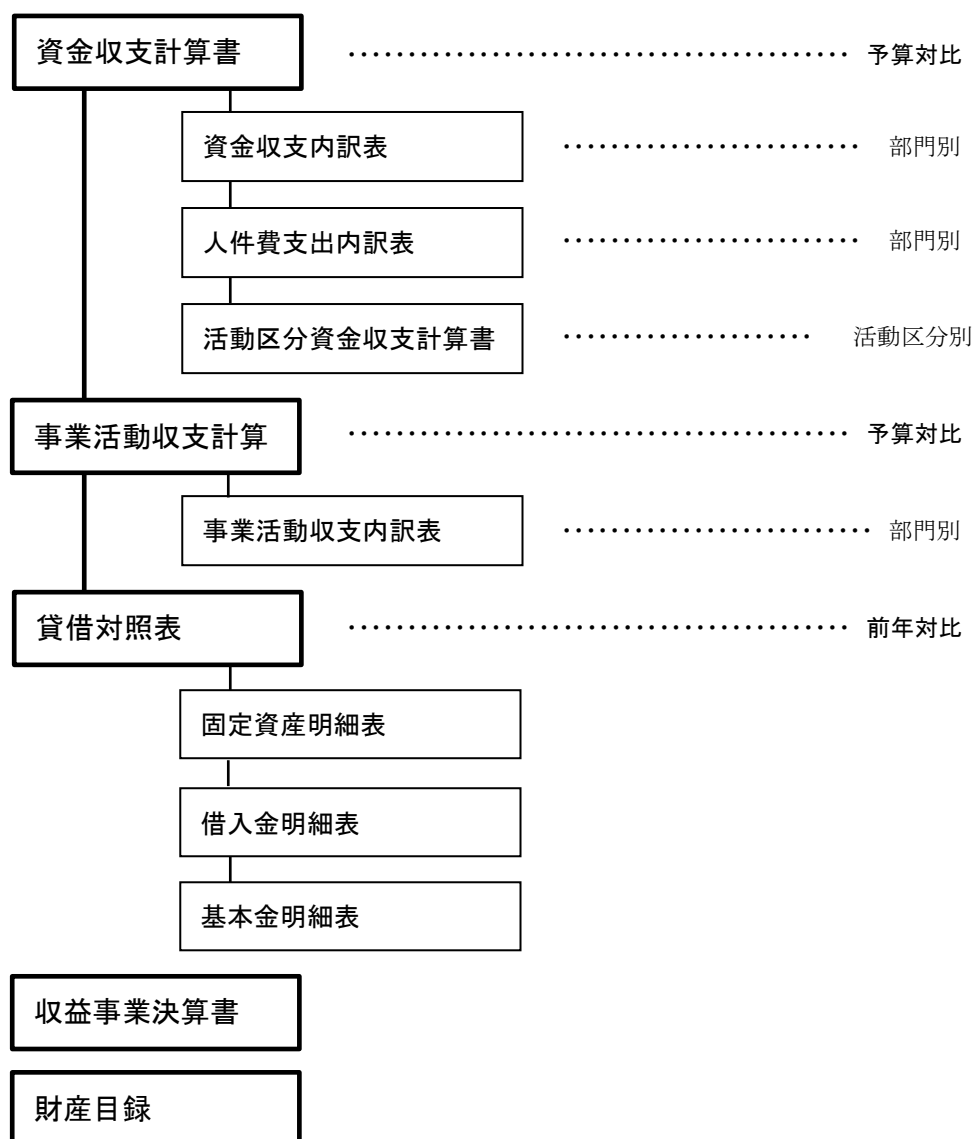 資金収支計算書 ・・・・・・・・・・・・・・・・・・・・・・・・・・・・・・・・・・・・・・・・・・ 予算対比
資金収支内訳表 ・・・・・・・・・・・・・・・・・・・・・・・・・ 部門別
人件費支出内訳表 ・・・・・・・・・・・・・・・・・・・・・・・・・ 部門別
活動区分資金収支計算書 ・・・・・・・・・・・・・・・・・・・・・ 活動区分別
事業活動収支計算 ・・・・・・・・・・・・・・・・・・・・・・・・・・・・・・・・・・・・・・・・・・ 予算対比
事業活動収支内訳表 ・・・・・・・・・・・・・・・・・・・・・・・・・・ 部門別
貸借対照表 ・・・・・・・・・・・・・・・・・・・・・・・・・・・・・・・・・・・・・・・・・・ 前年対比
固定資産明細表
借入金明細表
基本金明細表
収益事業決算書
財産目録